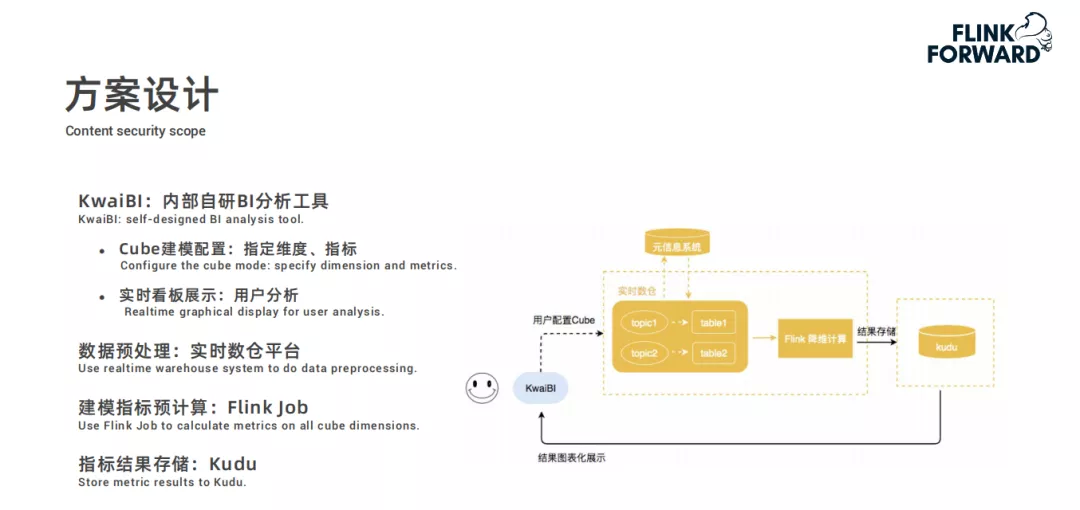 FLINK
FORWARD
方案设计
Content security scope
KwaiBI：内部自研BI分析工具
KwaiBI: self-designed BI analysis tool.
• Cube建模配置：指定维度、指标
Configure the cube mode: specify dimension and metrics.
• 实时看板展示：用户分析
Realtime graphical display for user analysis.
数据预处理：实时数仓平台
Use realtime warehouse system to do data preprocessing.
建模指标预计算：Flink Job
Use Flink Job to calculate metrics on all cube dimensions.
指标结果存储：Kudu
Store metric results to Kudu.
元信息系统
实时数仓
用户配置Cube
topic1
table1
topic2
table2
Flink 降维计算
结果存储
kudu
KwaiBI
结果图表化展示